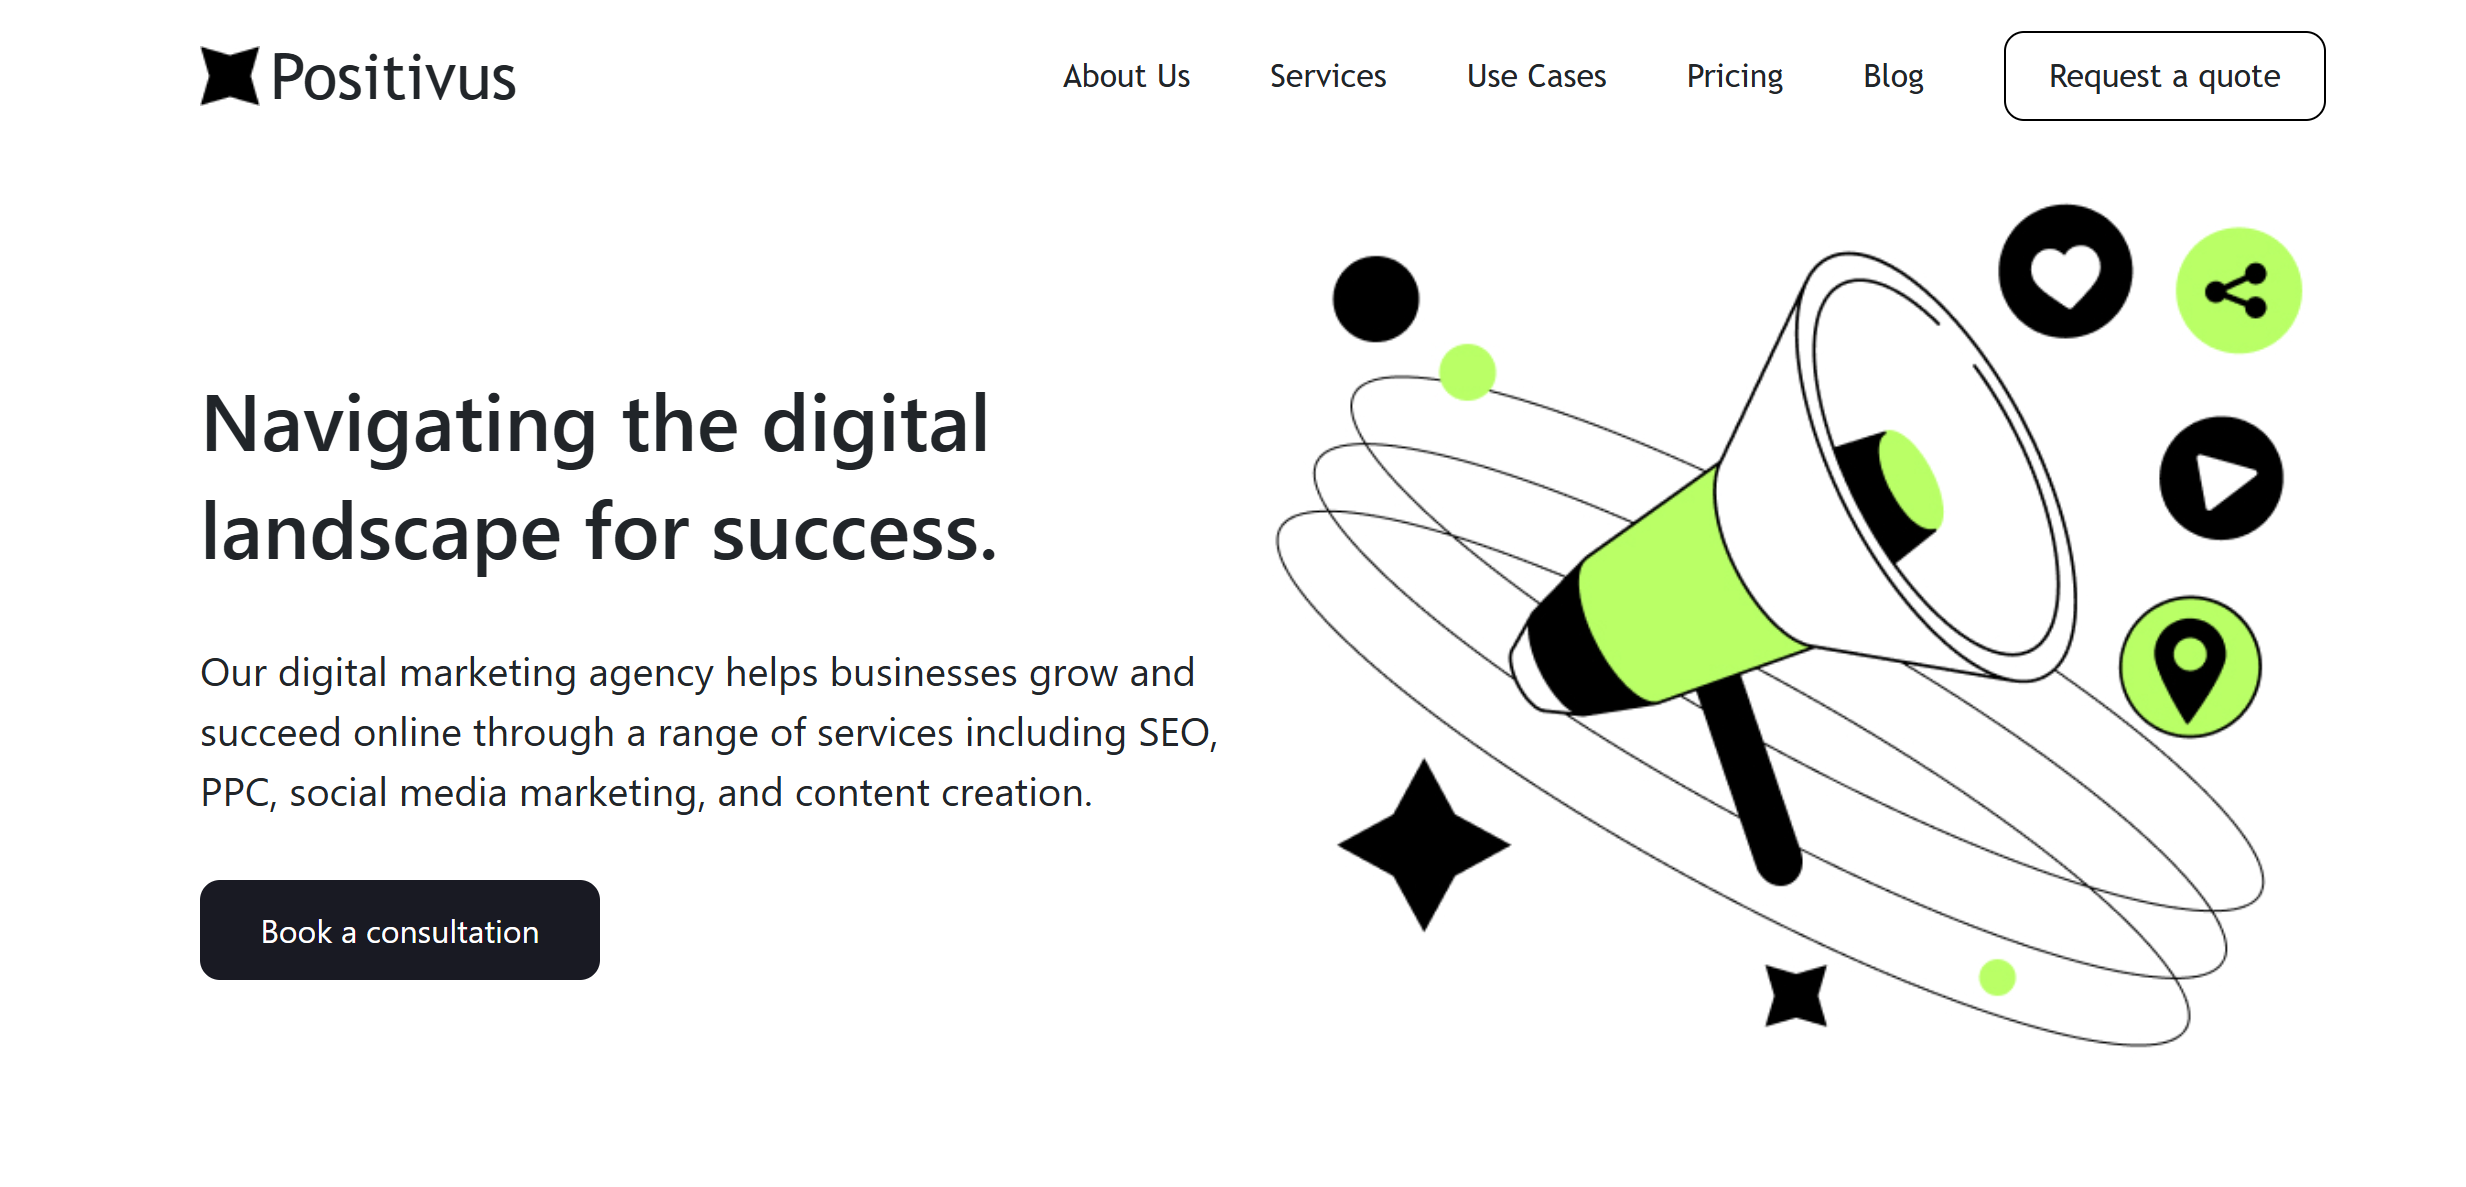 Positivus
About Us
Services
Use Cases
Pricing
Blog
Request a quote
Navigating the digital
landscape for success.
Our digital marketing agency helps businesses grow and
succeed online through a range of services including SEO,
PPC, social media marketing, and content creation.
Book a consultation